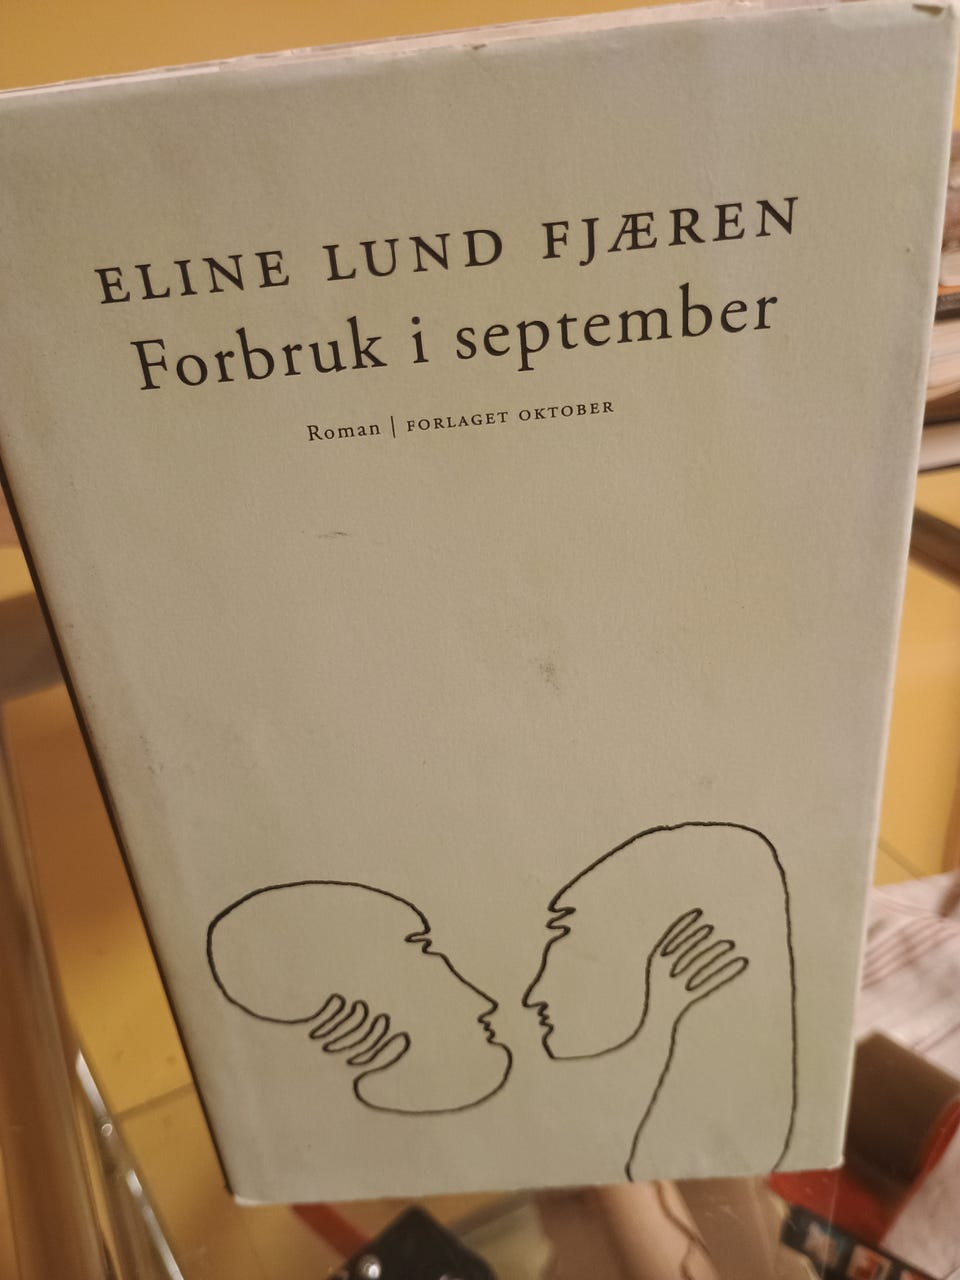 ELINE LUND FJÆREN
Forbruk i september
Roman | FORLAGET OKTOBER